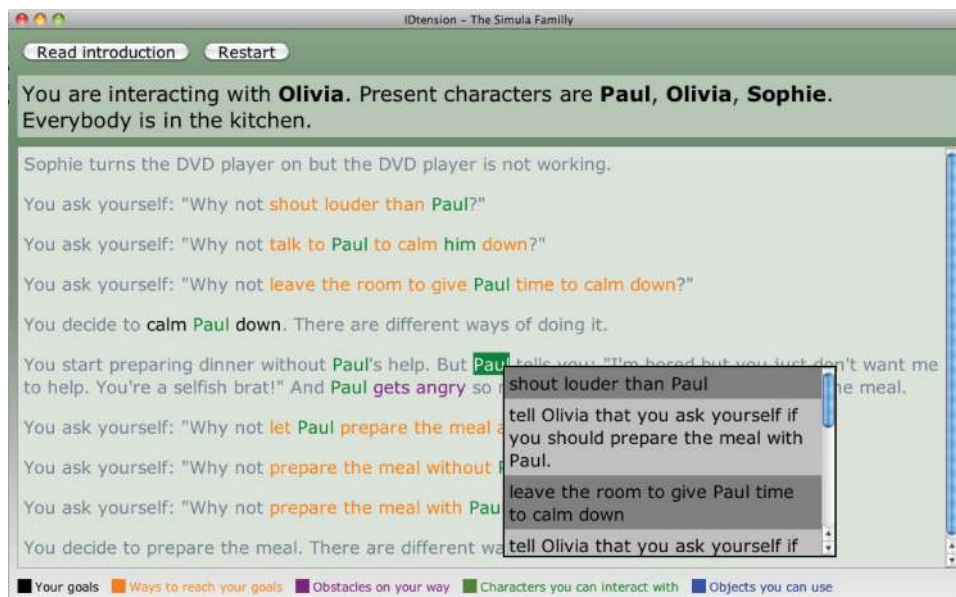 IDtension – The Simula Familly
Read introduction Restart
You are interacting with Olivia. Present characters are Paul, Olivia, Sophie.
Everybody is in the kitchen.
Sophie turns the DVD player on but the DVD player is not working.
You ask yourself: "Why not shout louder than Paul?"
You ask yourself: "Why not talk to Paul to calm him down?"
You ask yourself: "Why not leave the room to give Paul time to calm down?"
You decide to calm Paul down. There are different ways of doing it.
You start preparing dinner without Paul's help. But Paul tells you: "I'm bored but you just don't want me
to help. You're a selfish brat!" And Paul gets angry so he meal.
shout louder than Paul
tell Olivia that you ask yourself if
you should prepare the meal with
Paul.
leave the room to give Paul time
to calm down
tell Olivia that you ask yourself if
You ask yourself: "Why not let Paul prepare the meal
You ask yourself: "Why not prepare the meal without
You ask yourself: "Why not prepare the meal with Pau
You decide to prepare the meal. There are different
Your goals Ways to reach your goals Obstacles on your way Characters you can interact with Objects you can use